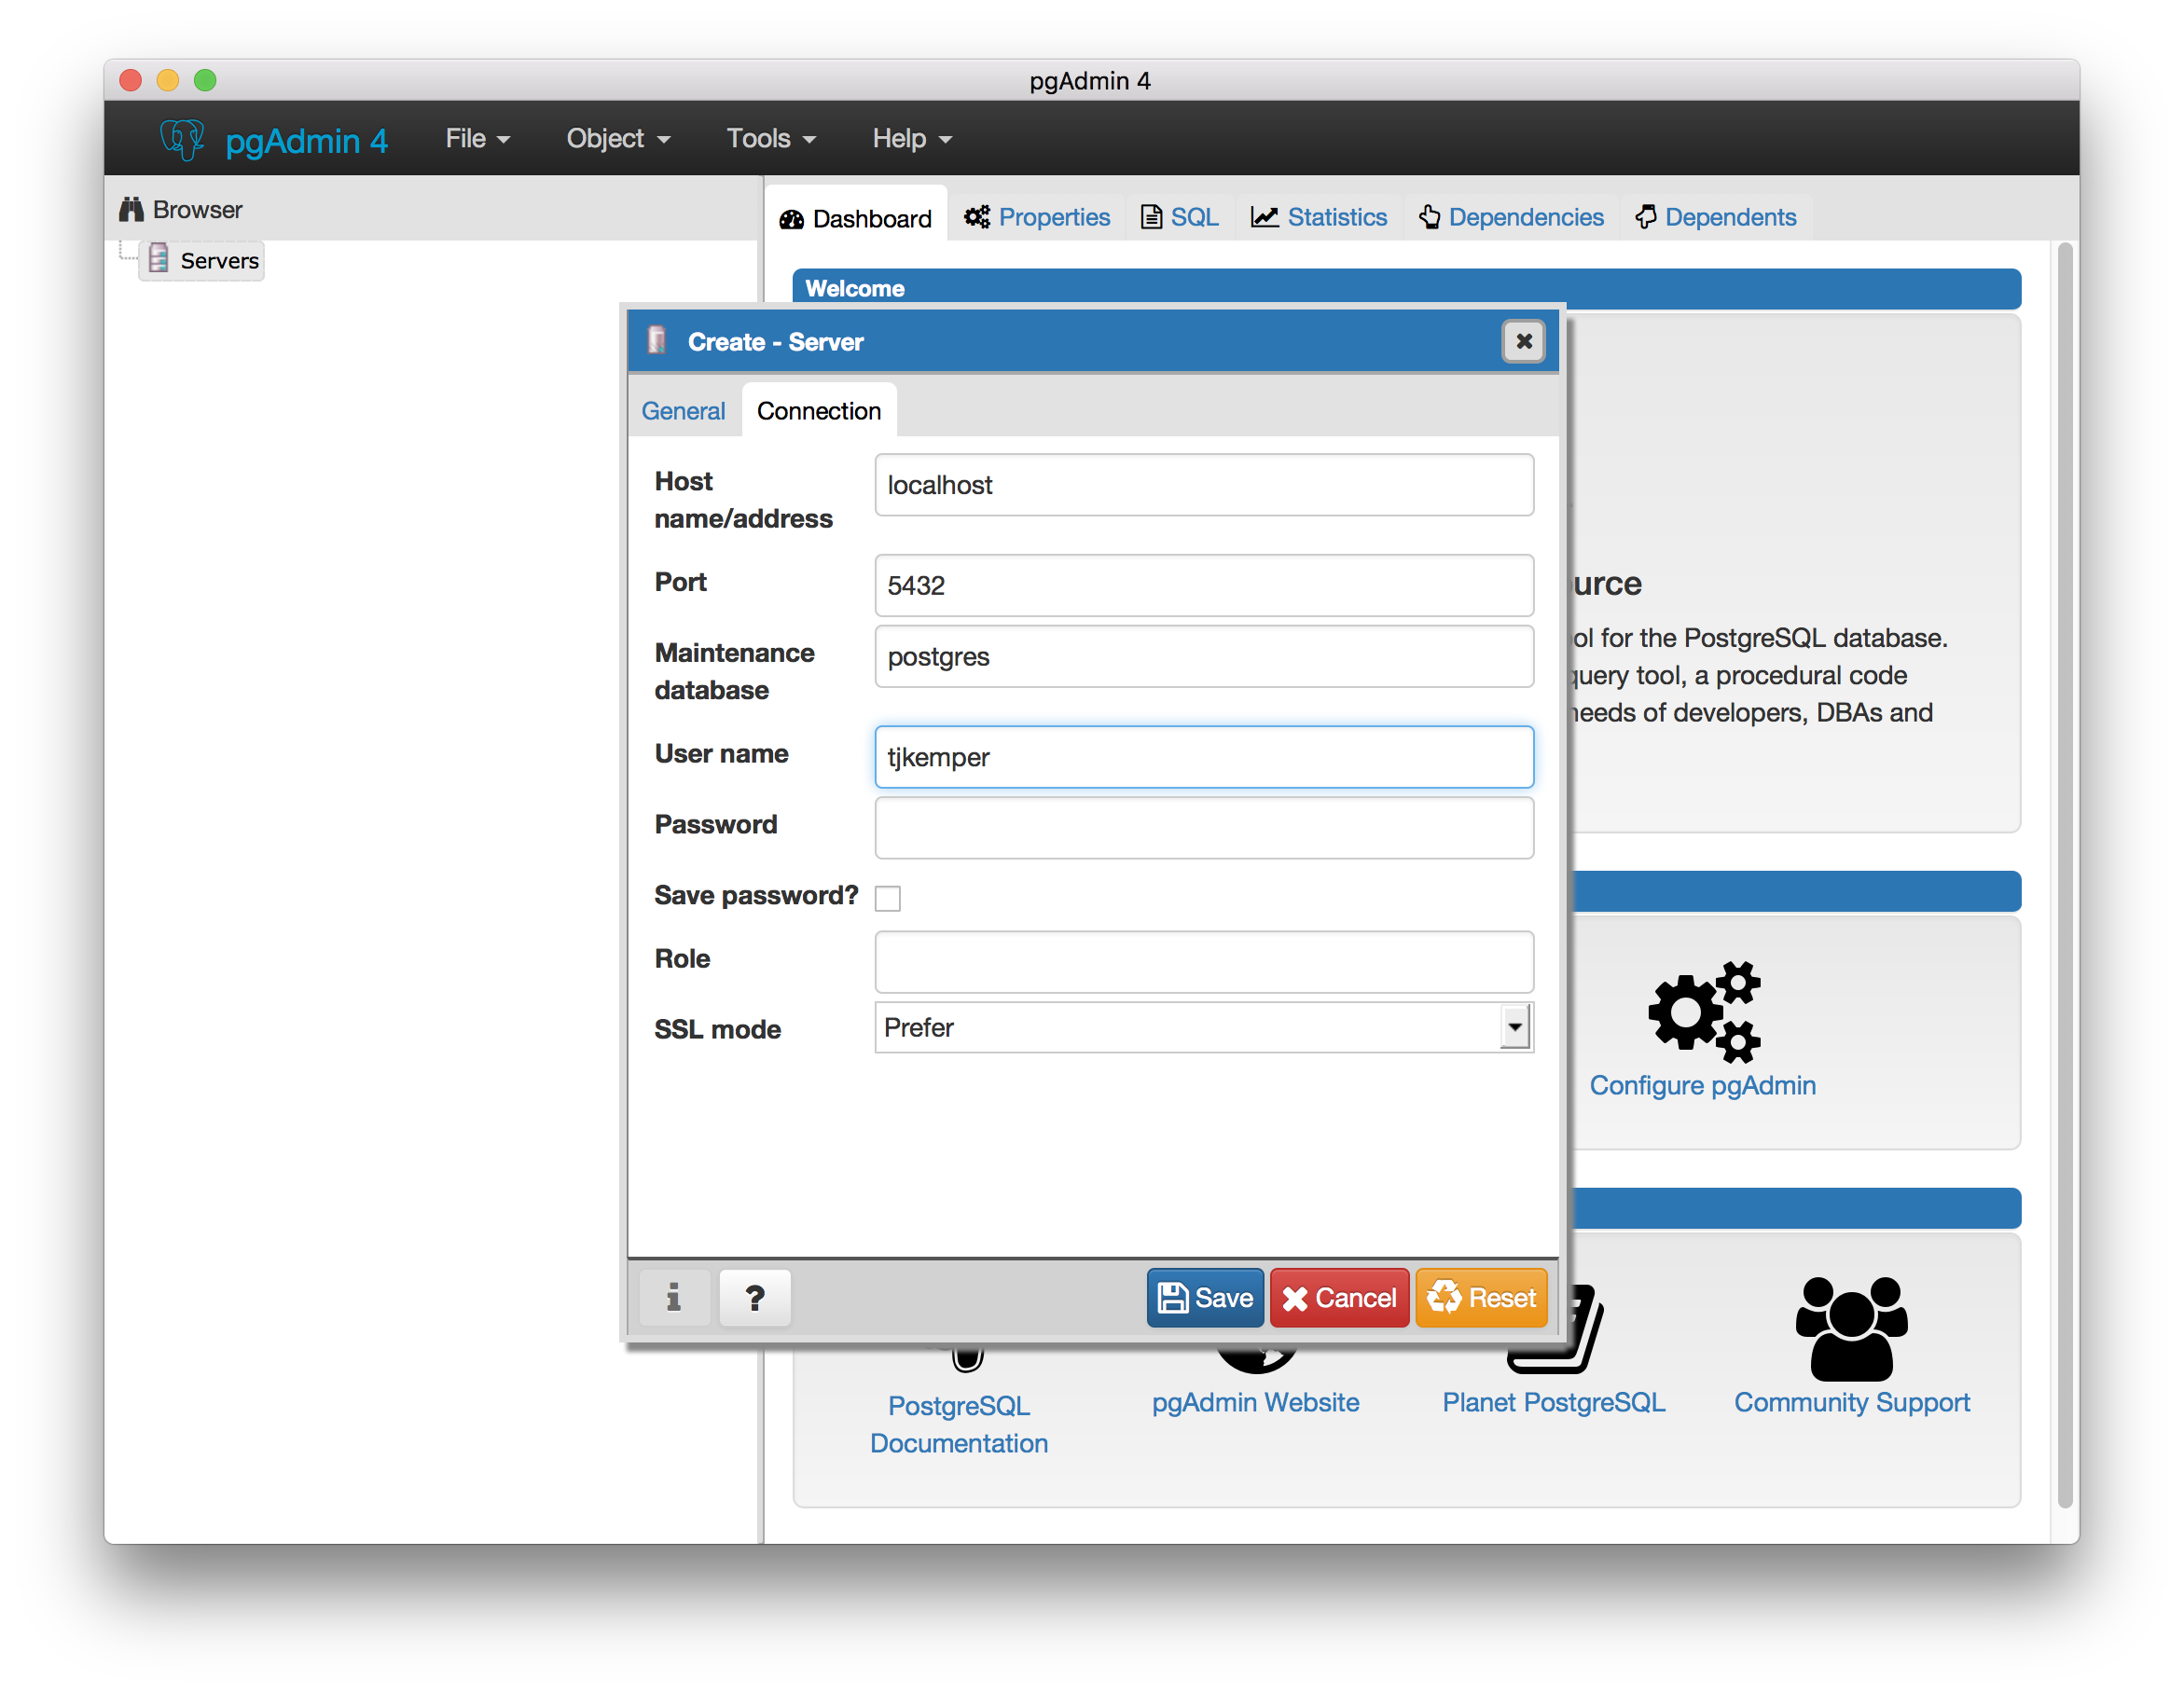 pgAdmin 4
pgAdmin 4 File Object Tools Help
Browser
Servers
Dashboard Properties SQL Statistics Dependencies Dependents
Welcome
Create - Server
General Connection
Host name/address localhost
Port 5432
Maintenance database postgres
User name tjkemper
Password
Save password?
Role
SSL mode Prefer
i ? Save Cancel Reset
ol for the PostgreSQL database.
query tool, a procedural code
needs of developers, DBAs and
Configure pgAdmin
PostgreSQL Documentation
pgAdmin Website
Planet PostgreSQL
Community Support